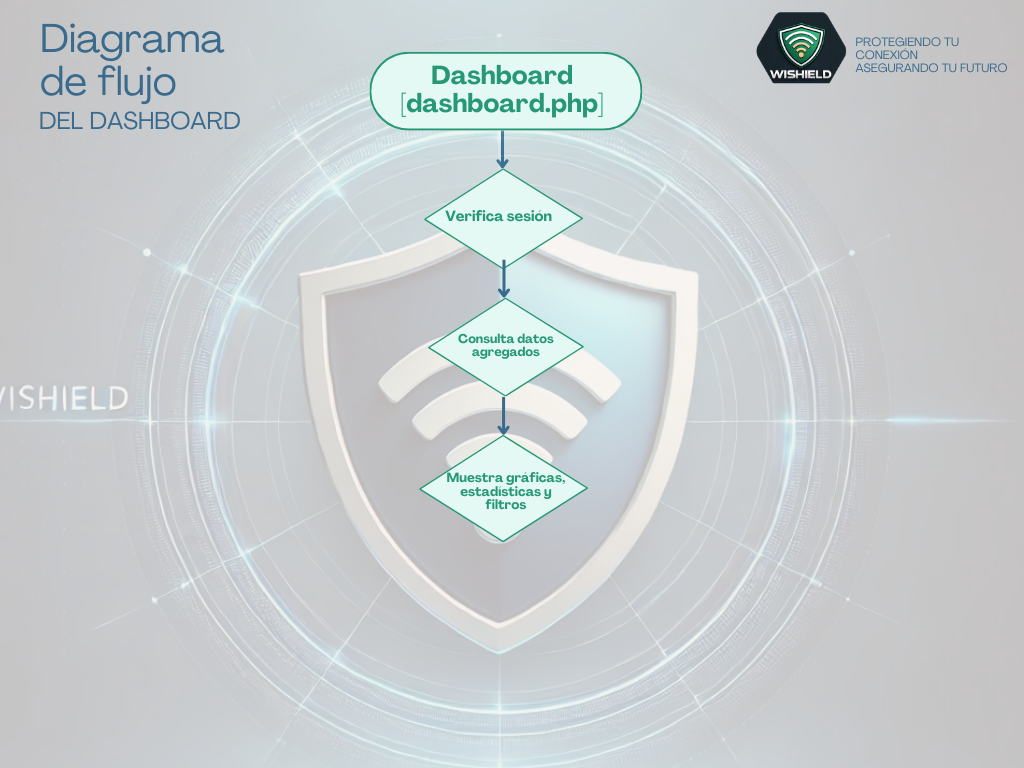 Diagrama
de flujo
DEL DASHBOARD
PROTEGIENDO TU
CONEXIÓN
ASEGURANDO TU FUTURO
WISHIELD
Dashboard
[dashboard.php]
Verifica sesión
Consulta datos
agregados
WISHIELD
Muestra gráficas,
estadísticas y
filtros